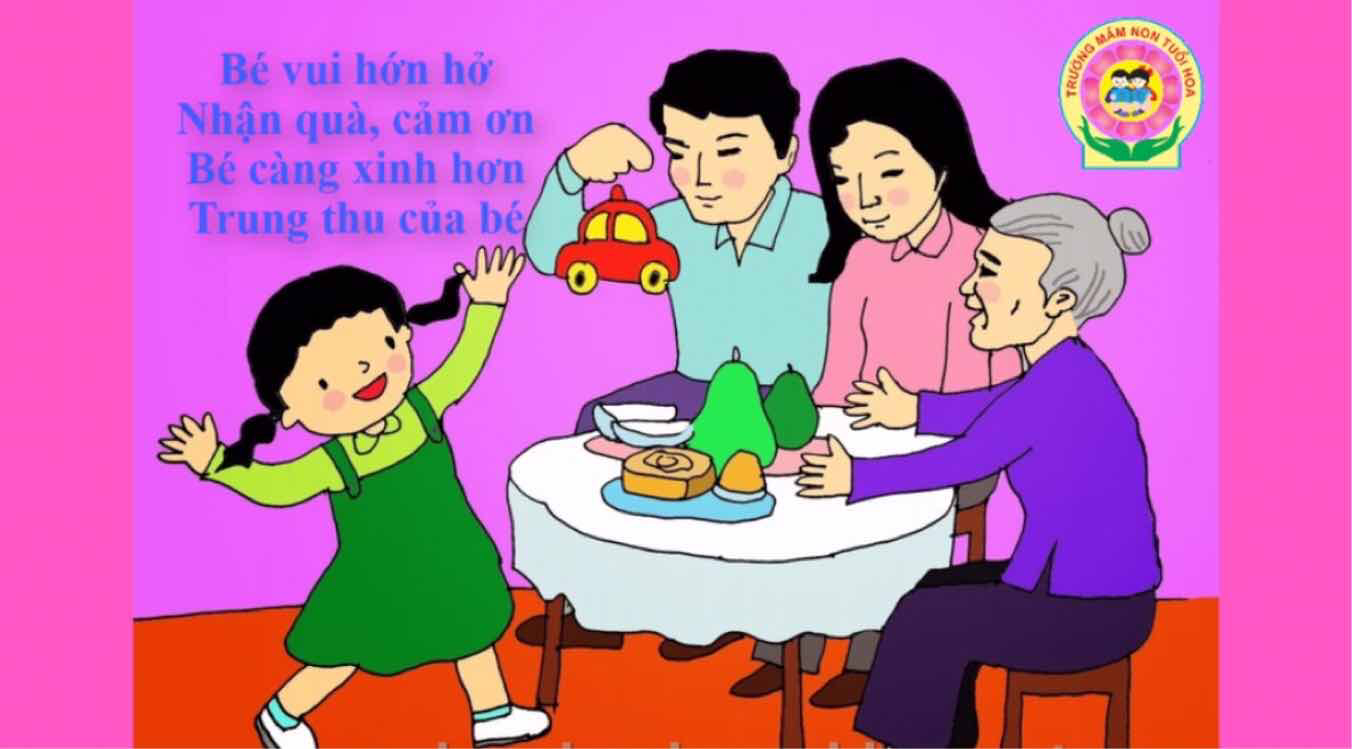 Bé vui hớn hở
Nhận quà, cảm ơn
Bé càng xinh hơn
Trung thu của bé
TRƯỜNG MẦM NON TUỔI HOA